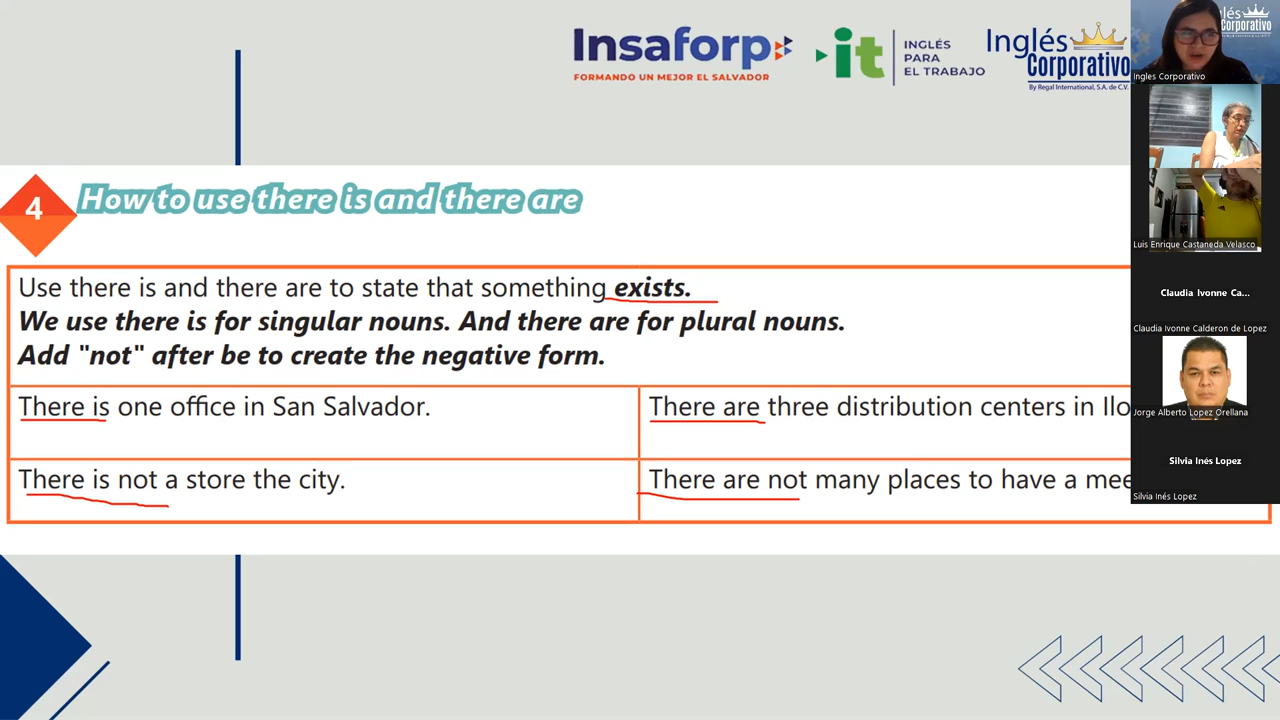 Insaforp
FORMANDO UN MEJOR EL SALVADOR
it
INGLÉS
PARA
EL TRABAJO
Inglés
Corporativo
By Regal International, S.A. de C.V.
glés
Corporativo
Ingles Corporativo
Luis Enrique Castaneda Velasco
Claudia Ivonne Ca...
Claudia Ivonne Calderon de Lopez
Jorge Alberto Lopez Orellana
Silvia Inés Lopez
Silvia Inés Lopez
4
How to use there is and there are
Use there is and there are to state that something exists.
We use there is for singular nouns. And there are for plural nouns.
Add "not" after be to create the negative form.
There is one office in San Salvador.
There are three distribution centers in Ilo
There is not a store the city.
There are not many places to have a mee